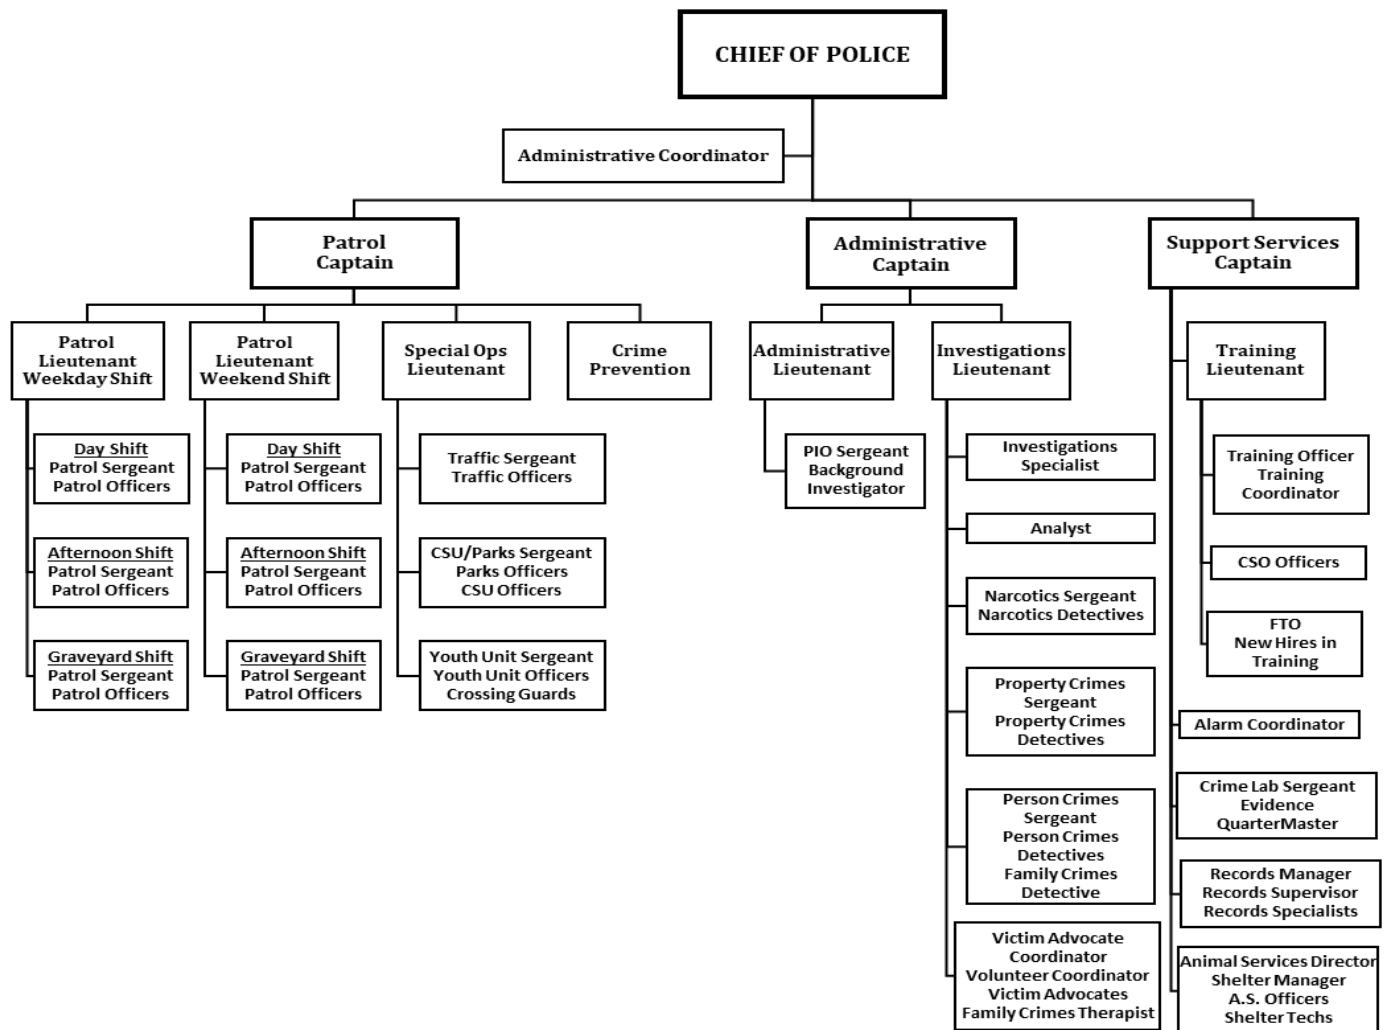 CHIEF OF POLICE
Administrative Coordinator
Patrol
Captain
Administrative
Captain
Support Services
Captain
Patrol
Lieutenant
Weekday Shift
Patrol
Lieutenant
Weekend Shift
Special Ops
Lieutenant
Crime
Prevention
Administrative
Lieutenant
Investigations
Lieutenant
Training
Lieutenant
Day Shift
Patrol Sergeant
Patrol Officers
Afternoon Shift
Patrol Sergeant
Patrol Officers
Graveyard Shift
Patrol Sergeant
Patrol Officers
Day Shift
Patrol Sergeant
Patrol Officers
Afternoon Shift
Patrol Sergeant
Patrol Officers
Graveyard Shift
Patrol Sergeant
Patrol Officers
Traffic Sergeant
Traffic Officers
CSU/Parks Sergeant
Parks Officers
CSU Officers
Youth Unit Sergeant
Youth Unit Officers
Crossing Guards
PIO Sergeant
Background
Investigator
Investigations
Specialist
Analyst
Narcotics Sergeant
Narcotics Detectives
Property Crimes
Sergeant
Property Crimes
Detectives
Person Crimes
Sergeant
Person Crimes
Detectives
Family Crimes
Detective
Victim Advocate
Coordinator
Volunteer Coordinator
Victim Advocates
Family Crimes Therapist
Training Officer
Training
Coordinator
CSO Officers
FTO
New Hires in
Training
Alarm Coordinator
Crime Lab Sergeant
Evidence
QuarterMaster
Records Manager
Records Supervisor
Records Specialists
Animal Services Director
Shelter Manager
A.S. Officers
Shelter Techs